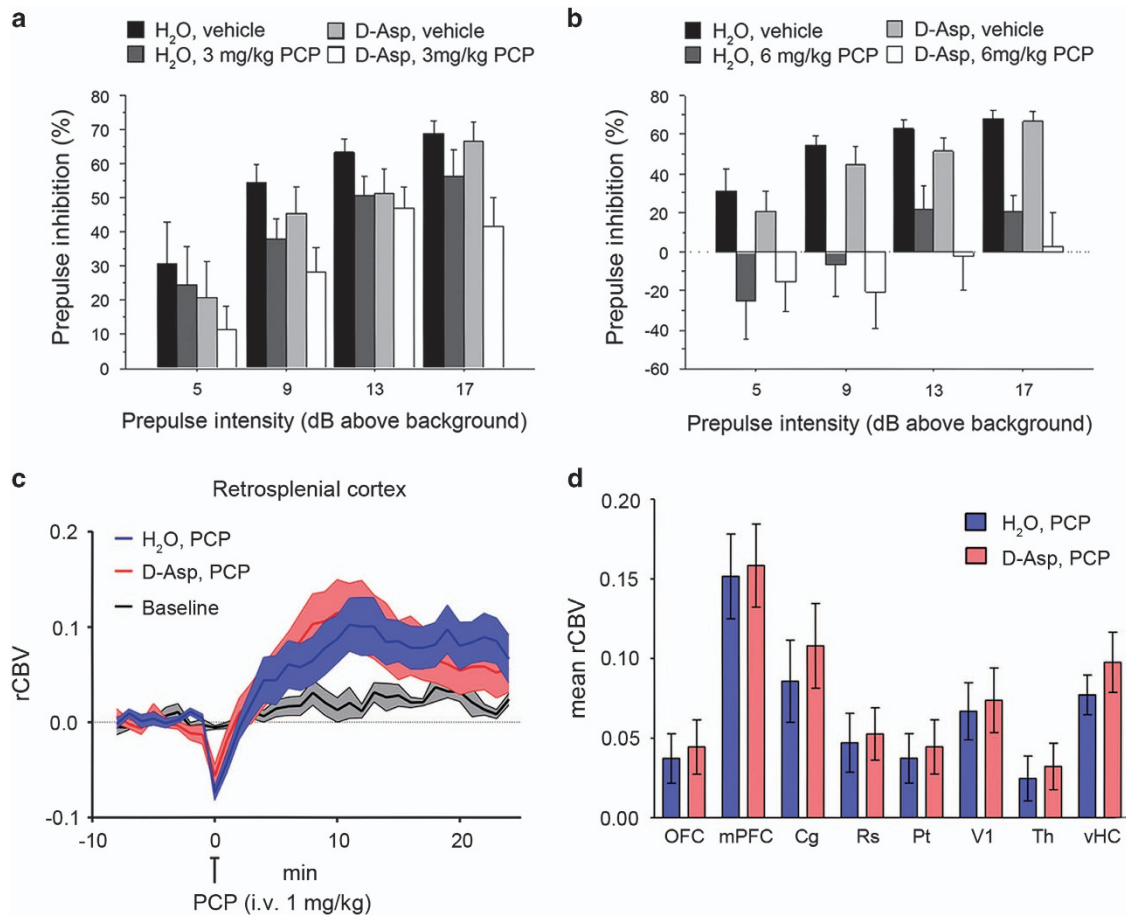 a
H₂O, vehicle
D-Asp, vehicle
H₂O, 3 mg/kg PCP
D-Asp, 3mg/kg PCP
Prepulse inhibition (%)
80
70
60
50
40
30
20
10
0
5 9 13 17
Prepulse intensity (dB above background)
b
H₂O, vehicle
D-Asp, vehicle
H₂O, 6 mg/kg PCP
D-Asp, 6mg/kg PCP
Prepulse inhibition (%)
80
60
40
20
0
-20
-40
-60
5 9 13 17
Prepulse intensity (dB above background)
c
Retrosplenial cortex
H₂O, PCP
D-Asp, PCP
Baseline
rCBV
0.2
0.1
0.0
-0.1
-10 0 10 20
min
PCP (i.v. 1 mg/kg)
d
H₂O, PCP
D-Asp, PCP
mean rCBV
0.20
0.15
0.10
0.05
0.00
OFC mPFC Cg Rs Pt V1 Th vHC